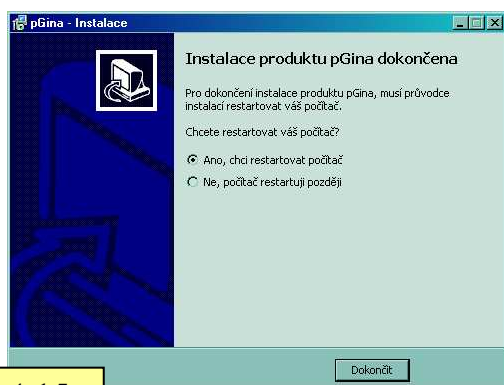 pGina - Instalace
Instalace produktu pGina dokončena
Pro dokončení instalace produktu pGina, musí průvodce
instalací restartovat váš počítač.
Chcete restartovat váš počítač?
Ano, chci restartovat počítač
Ne, počítač restartuji později
Dokončit